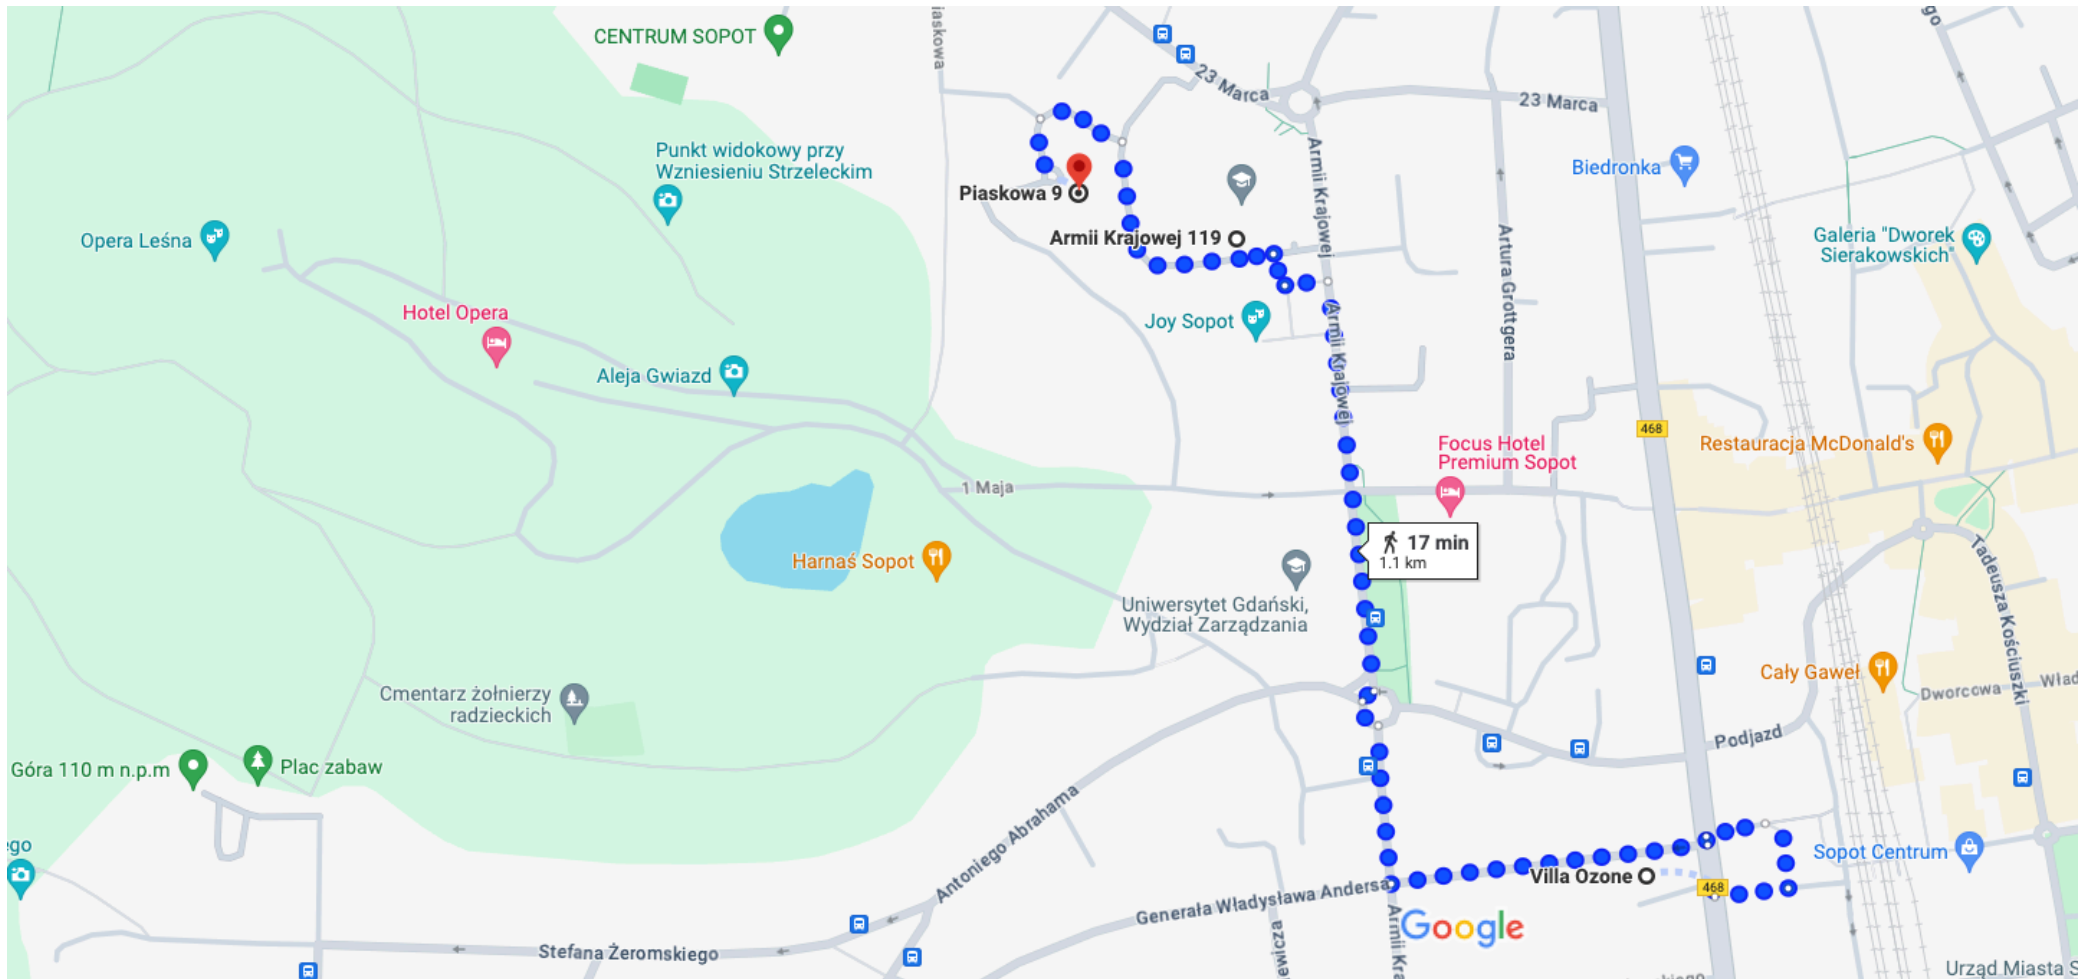 CENTRUM SOPOT
23 Marca
23 Marca
Punkt widokowy przy
Wzniesieniu Strzeleckim
Biedronka
Piaskowa 9
Armii Krajowej
Opera Leśna
Armii Krajowej 119
Artura Grottgera
Galeria "Dworek
Sierakowskich"
Hotel Opera
Joy Sopot
Armii Krajowej
Aleja Gwiazd
468
Focus Hotel
Premium Sopot
Restauracja McDonald's
1 Maja
17 min
1.1 km
Harnaś Sopot
Tadeusza Kościuszki
Uniwersytet Gdański,
Wydział Zarządzania
Cały Gaweł
Dworcowa
Cmentarz żołnierzy
radzieckich
Podjazd
Góra 110 m n.p.m
Plac zabaw
Antoniego Abrahama
Sopot Centrum
Villa Ozone
468
Generała Władysława Andersa
Google
Stefana Żeromskiego
Urząd Miasta S